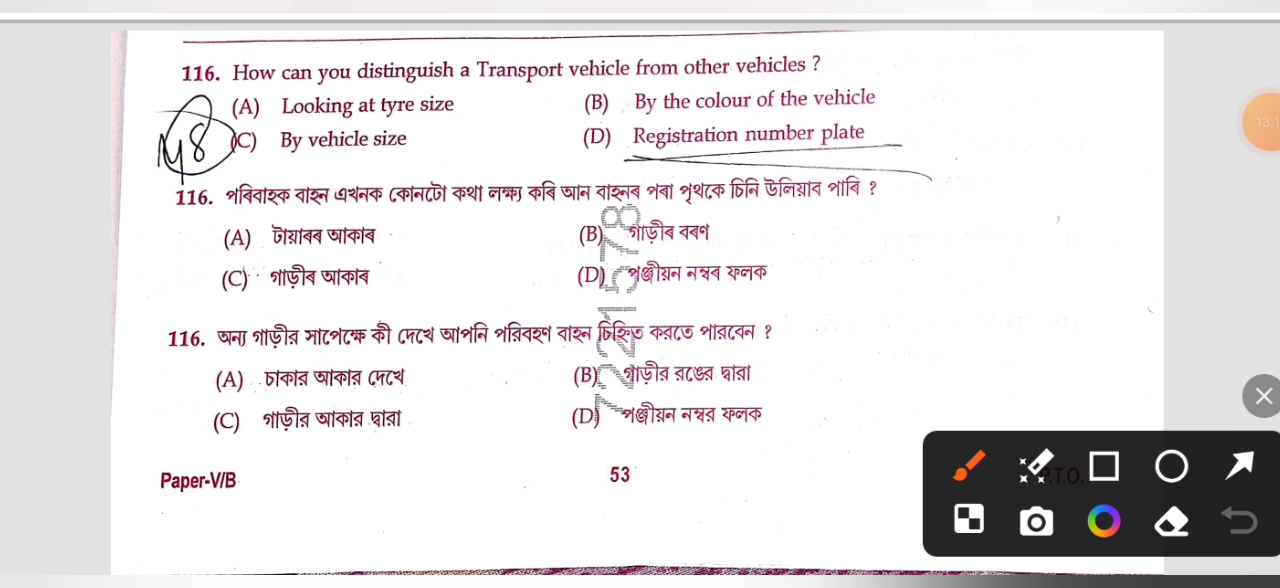 116. How can you distinguish a Transport vehicle from other vehicles ?
(A) Looking at tyre size (B) By the colour of the vehicle
(C) By vehicle size (D) Registration number plate
48
116. পৰিবাহক বাহন এখনক কোনটো কথা লক্ষ্য কৰি আন বাহনৰ পৰা পৃথকে চিনি উলিয়াব পাৰি ?
(A) টায়াৰৰ আকাৰ (B) গাড়ীৰ বৰণ
(C) গাড়ীৰ আকাৰ (D) পঞ্জীয়ন নম্বৰ ফলক
116. অন্য গাড়ীর সাপেক্ষে কী দেখে আপনি পরিবহণ বাহন চিহ্নিত করতে পারবেন ?
(A) চাকার আকার দেখে (B) গাড়ীর রঙের দ্বারা
(C) গাড়ীর আকার দ্বারা (D) পঞ্জীয়ন নম্বর ফলক
Paper-V/B 53 P.T.O.
13:1